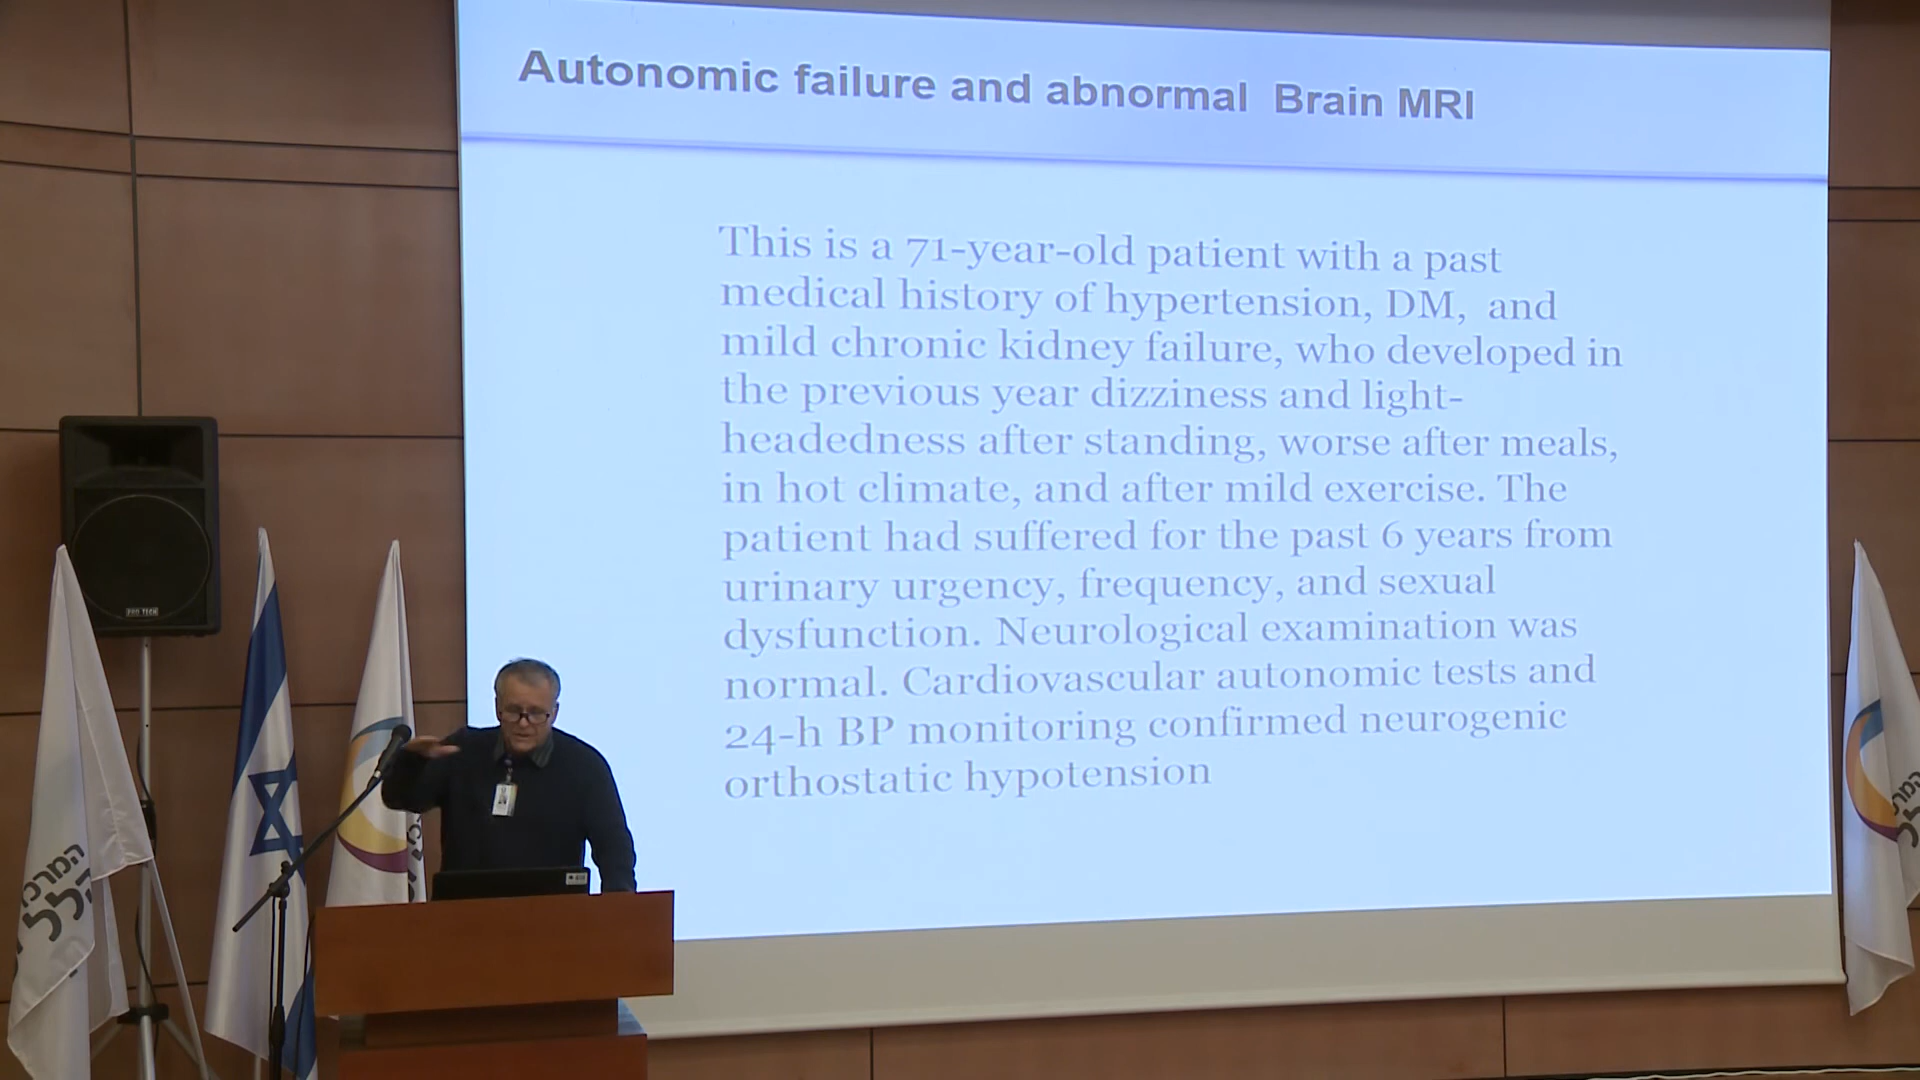 Autonomic failure and abnormal Brain MRI
This is a 71-year-old patient with a past
medical history of hypertension, DM, and
mild chronic kidney failure, who developed in
the previous year dizziness and light-
headedness after standing, worse after meals,
in hot climate, and after mild exercise. The
patient had suffered for the past 6 years from
urinary urgency, frequency, and sexual
dysfunction. Neurological examination was
normal. Cardiovascular autonomic tests and
24-h BP monitoring confirmed neurogenic
orthostatic hypotension
PRO TECH